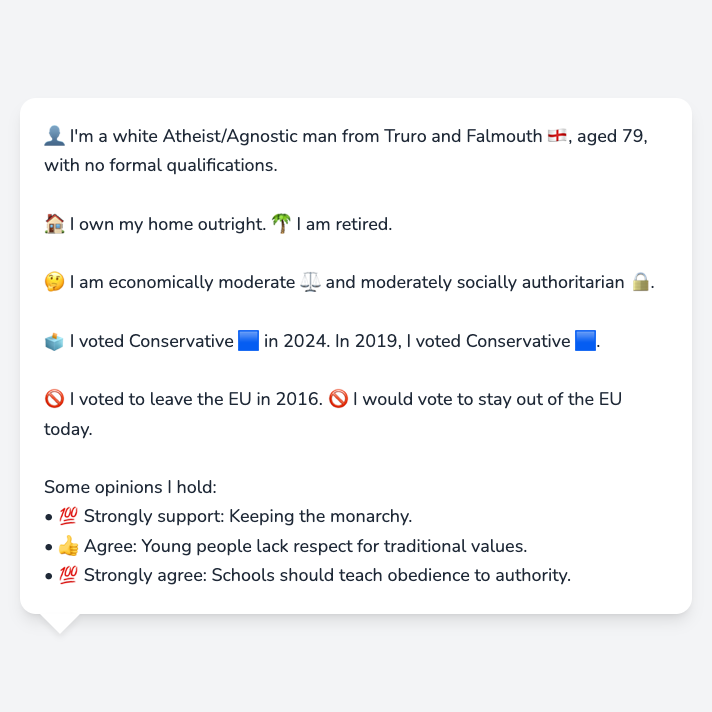 👤 I'm a white Atheist/Agnostic man from Truro and Falmouth 🏴󠁧󠁢󠁥󠁮󠁧󠁿, aged 79,
with no formal qualifications.
🏠 I own my home outright. 🌴 I am retired.
🤔 I am economically moderate ⚖️ and moderately socially authoritarian 🔒.
🗳️ I voted Conservative 🟦 in 2024. In 2019, I voted Conservative 🟦.
🚫 I voted to leave the EU in 2016. 🚫 I would vote to stay out of the EU
today.
Some opinions I hold:
• 💯 Strongly support: Keeping the monarchy.
• 👍 Agree: Young people lack respect for traditional values.
• 💯 Strongly agree: Schools should teach obedience to authority.